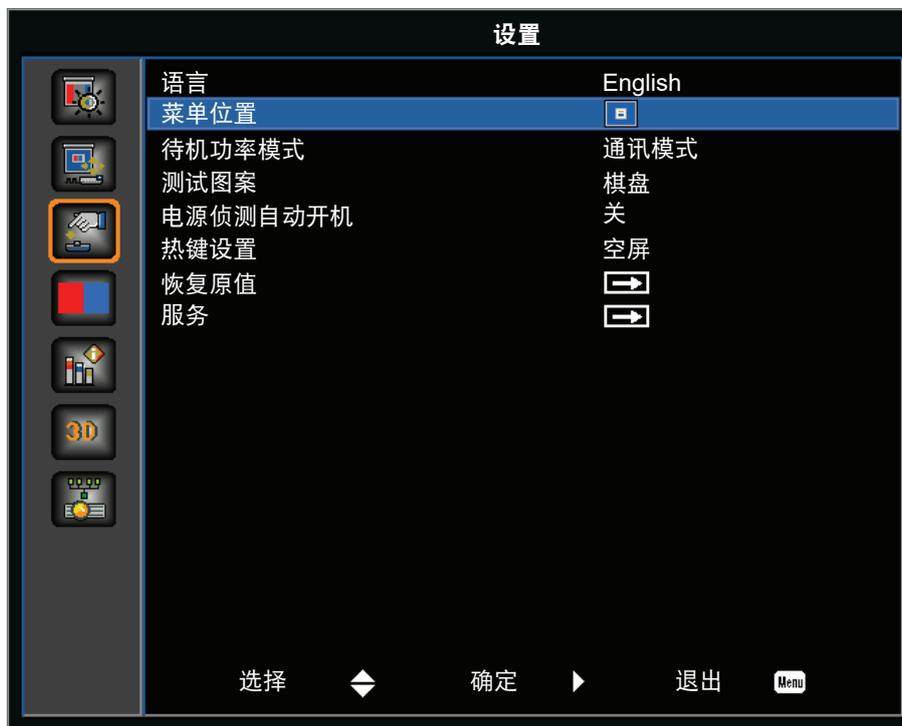 设置
语言 English
菜单位置
待机功率模式 通讯模式
测试图案 棋盘
电源侦测自动开机 关
热键设置 空屏
恢复原值
服务
3D
选择 确定 退出 Menu